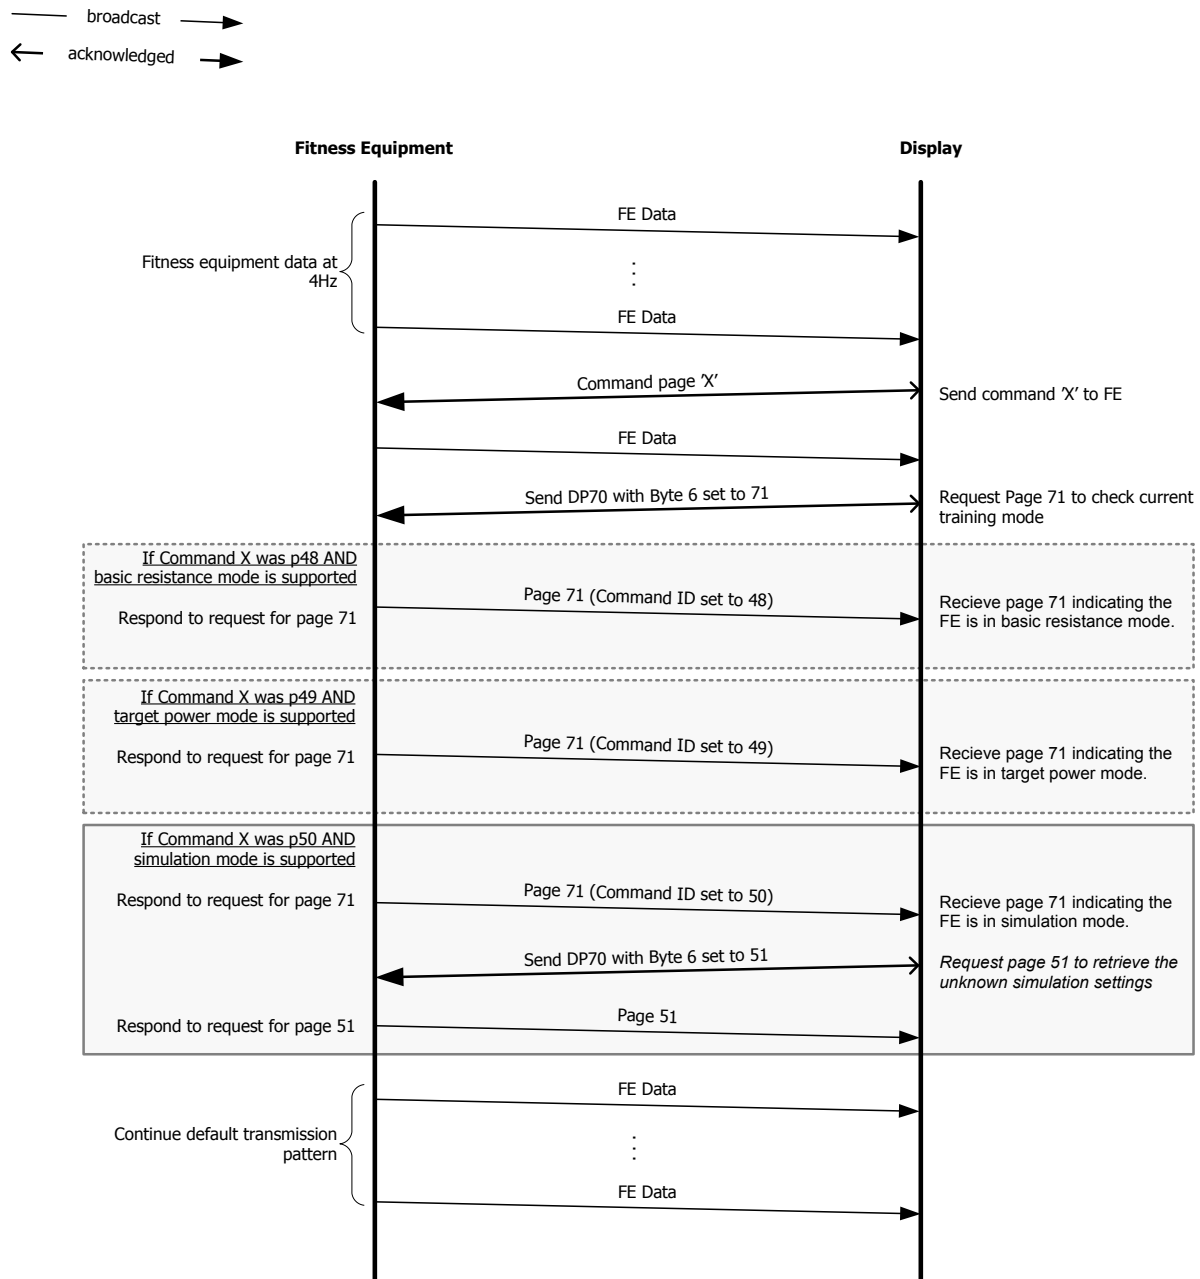 broadcast
acknowledged
Fitness Equipment
Display
FE Data
Fitness equipment data at
4Hz
FE Data
Command page ’X’
Send command ’X’ to FE
FE Data
Send DP70 with Byte 6 set to 71
Request Page 71 to check current
training mode
If Command X was p48 AND
basic resistance mode is supported
Respond to request for page 71
Page 71 (Command ID set to 48)
Recieve page 71 indicating the
FE is in basic resistance mode.
If Command X was p49 AND
target power mode is supported
Respond to request for page 71
Page 71 (Command ID set to 49)
Recieve page 71 indicating the
FE is in target power mode.
If Command X was p50 AND
simulation mode is supported
Respond to request for page 71
Page 71 (Command ID set to 50)
Recieve page 71 indicating the
FE is in simulation mode.
Send DP70 with Byte 6 set to 51
Request page 51 to retrieve the
unknown simulation settings
Respond to request for page 51
Page 51
FE Data
Continue default transmission
pattern
FE Data